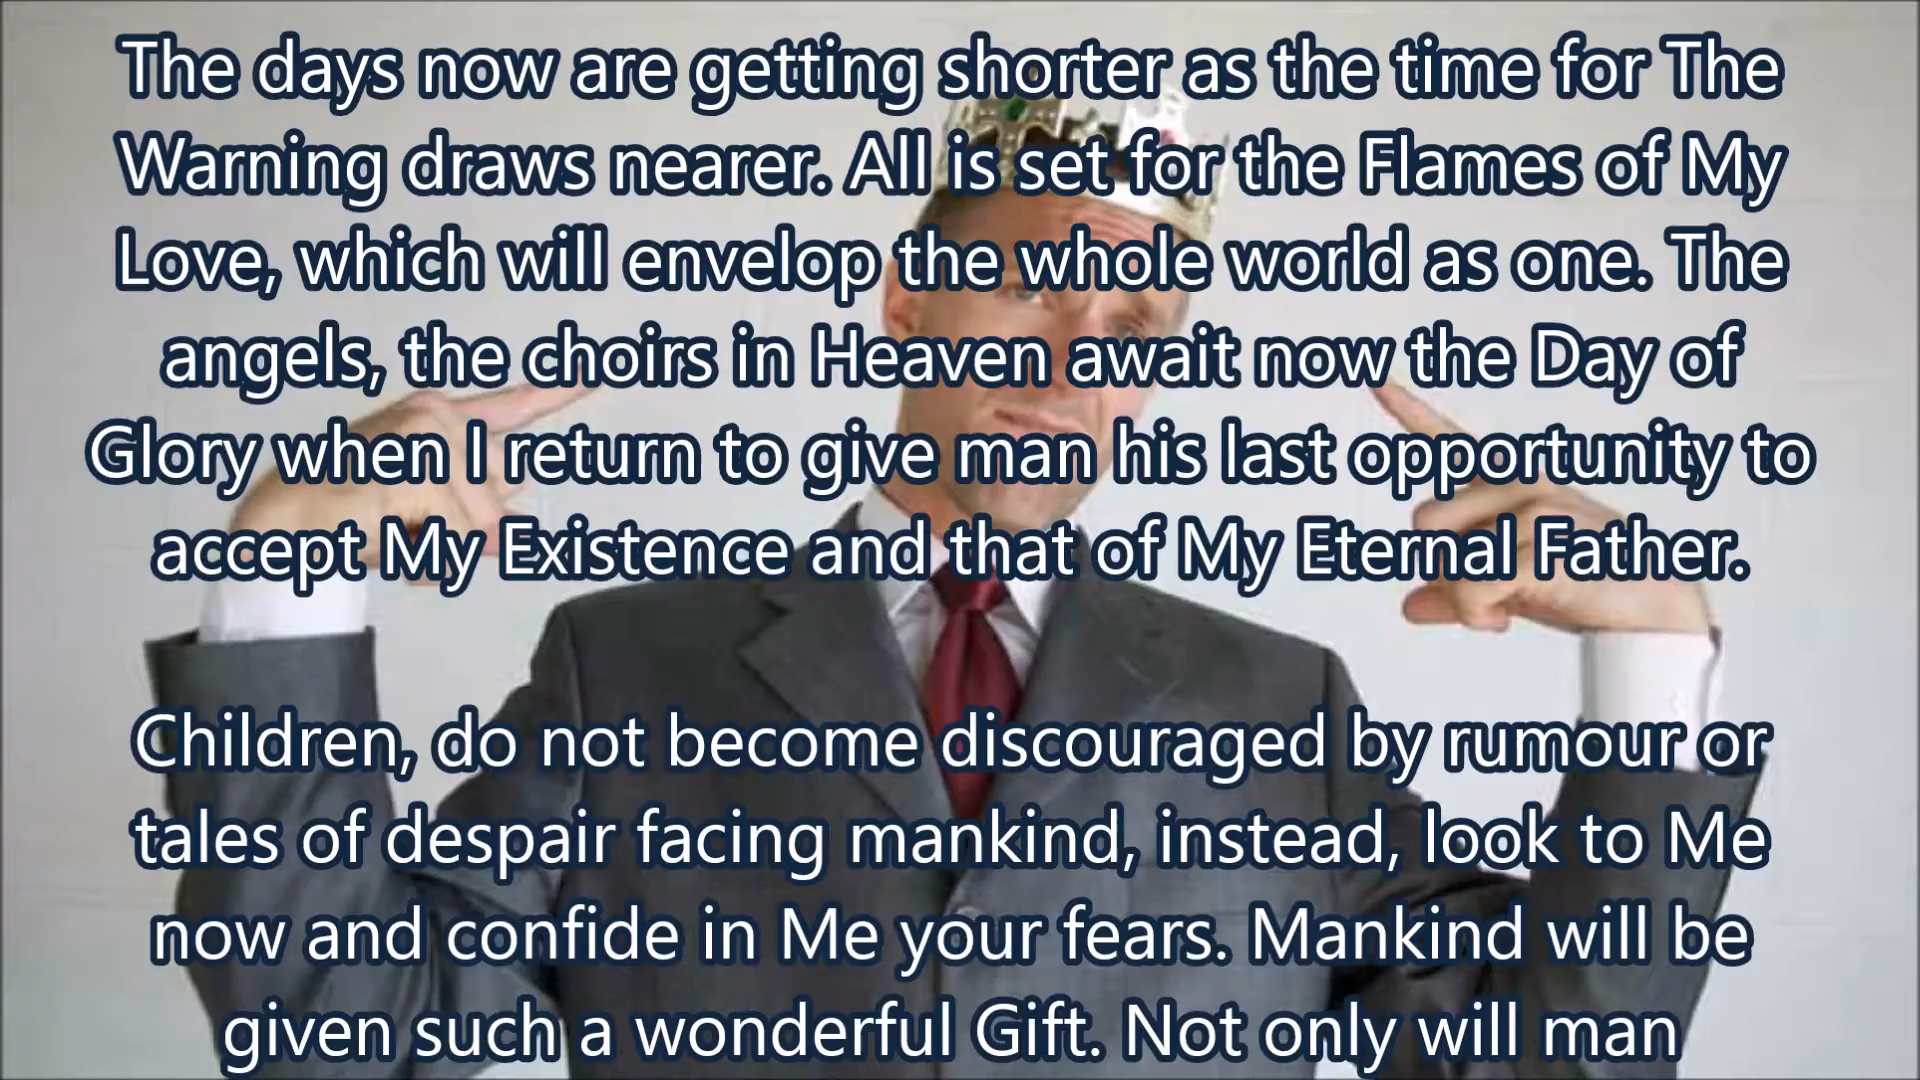 The days now are getting shorter as the time for The
Warning draws nearer. All is set for the Flames of My
Love, which will envelop the whole world as one. The
angels, the choirs in Heaven await now the Day of
Glory when I return to give man his last opportunity to
accept My Existence and that of My Eternal Father.
Children, do not become discouraged by rumour or
tales of despair facing mankind, instead, look to Me
now and confide in Me your fears. Mankind will be
given such a wonderful Gift. Not only will man